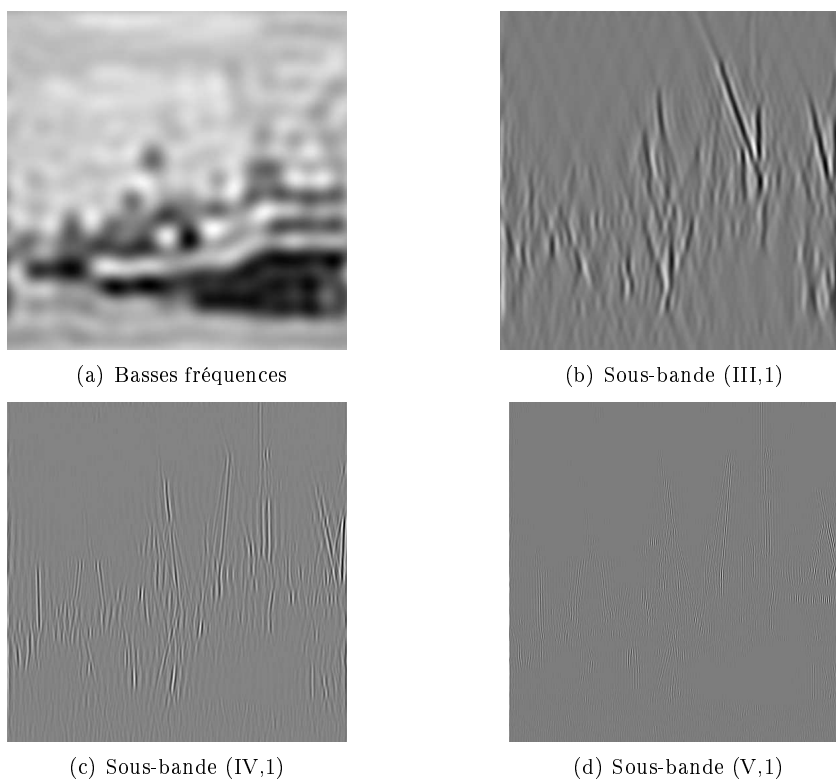 (a) Basses fréquences
(b) Sous-bande (III,1)
(c) Sous-bande (IV,1)
(d) Sous-bande (V,1)